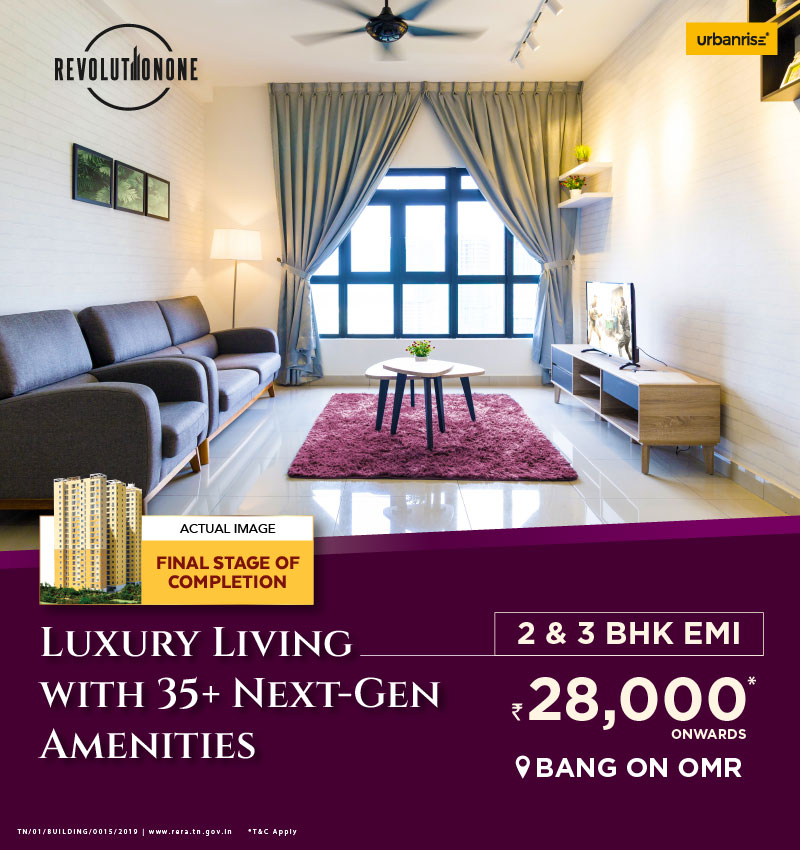 REVOLUTIONONE
urbanrise
ACTUAL IMAGE
FINAL STAGE OF
COMPLETION
LUXURY LIVING
WITH 35+ NEXT-GEN
AMENITIES
2 & 3 BHK EMI
₹28,000*
ONWARDS
BANG ON OMR
TN/01/BUILDING/0015/2019 | www.rera.tn.gov.in *T&C Apply